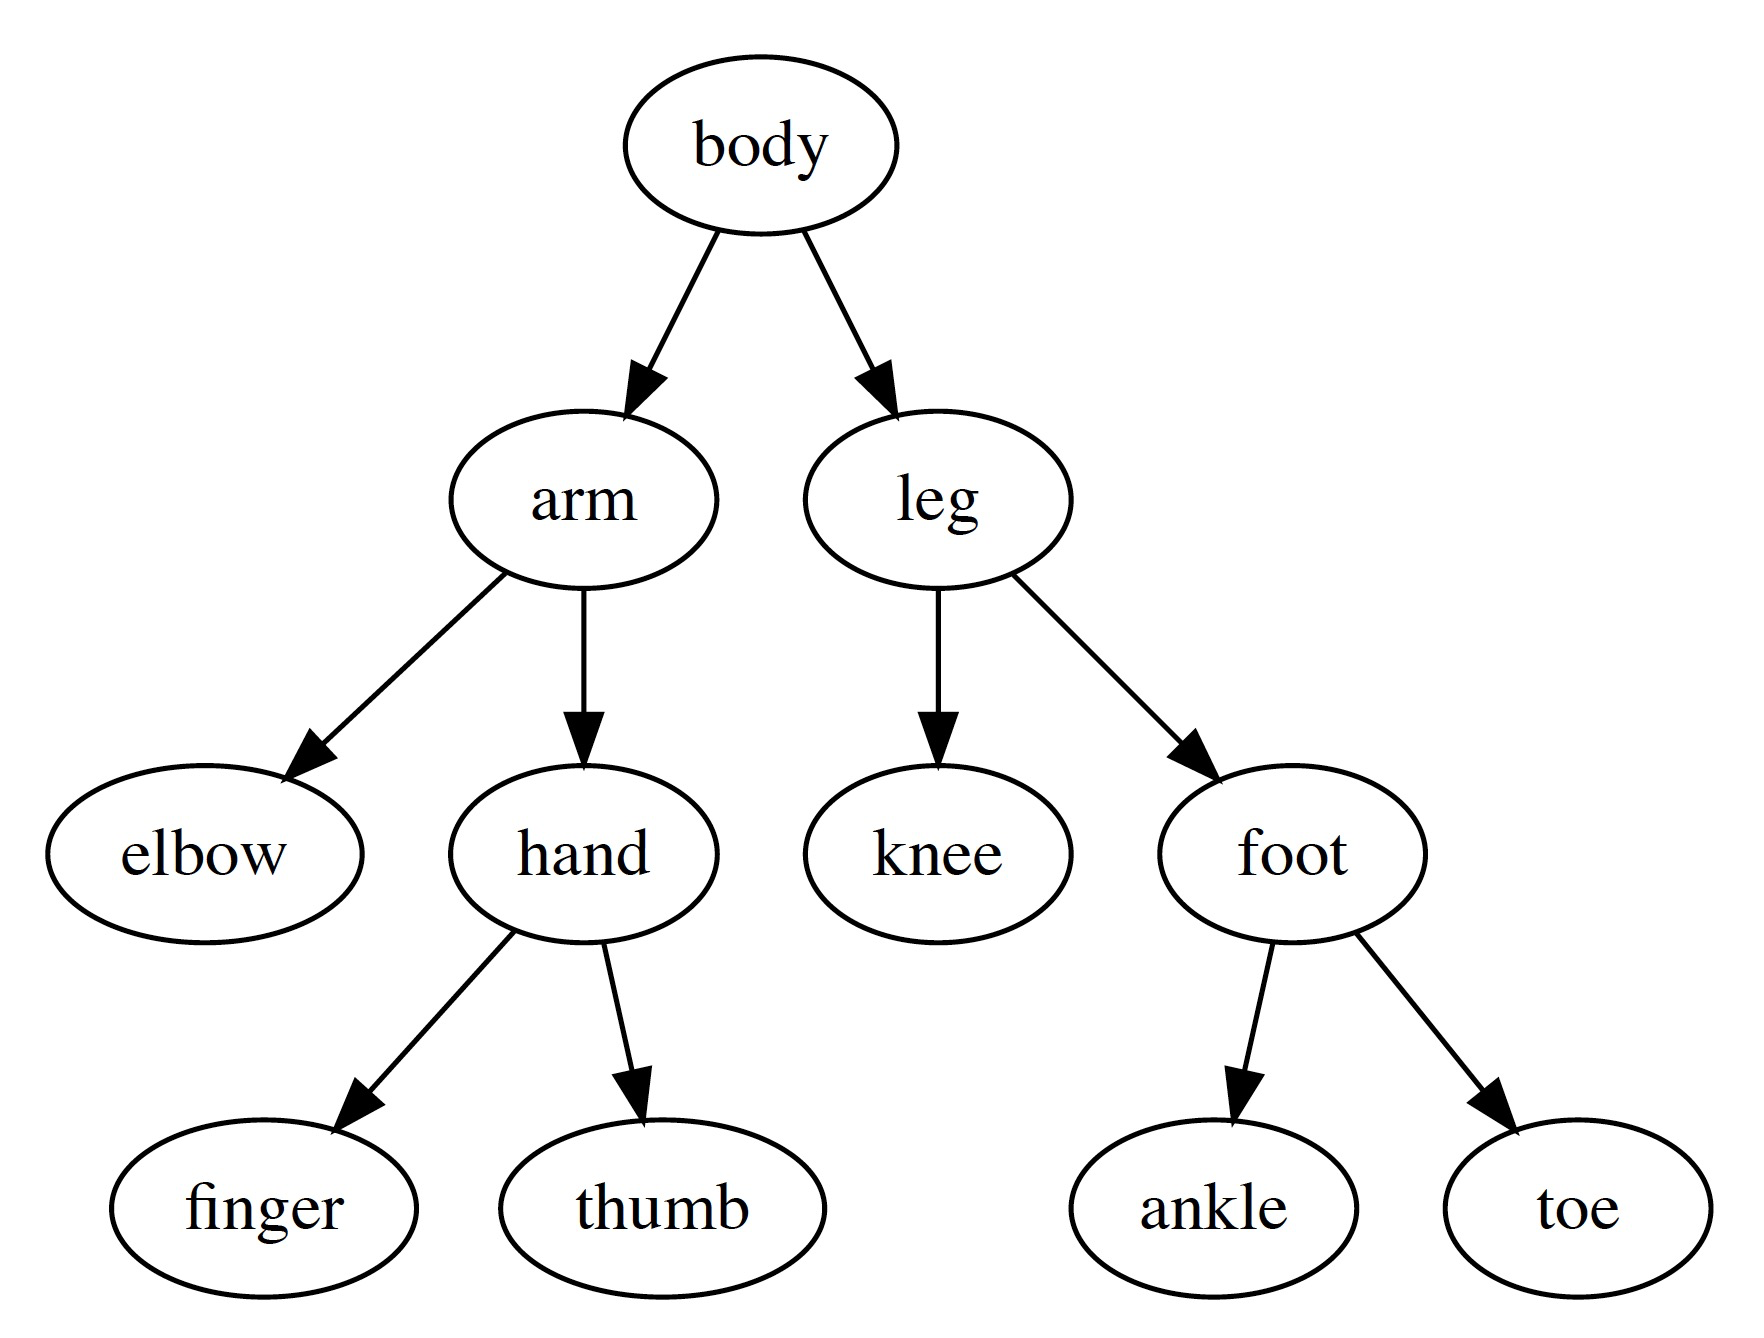 body
arm
leg
elbow
hand
knee
foot
finger
thumb
ankle
toe